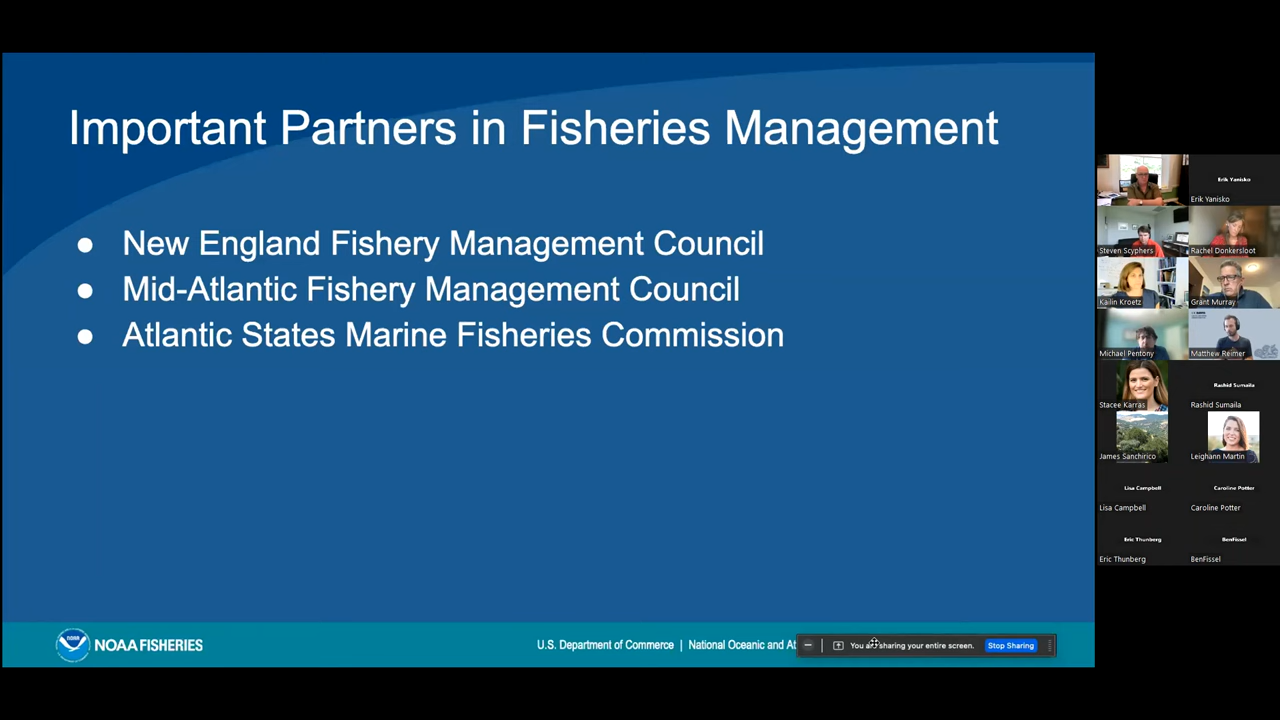 Important Partners in Fisheries Management
● New England Fishery Management Council
● Mid-Atlantic Fishery Management Council
● Atlantic States Marine Fisheries Commission
NOAA FISHERIES
U.S. Department of Commerce | National Oceanic and At
You are sharing your entire screen.
Stop Sharing
Erik Yanisko
Erik Yanisko
Steven Scyphers
Rachel Donkersloot
Kailin Kroetz
Grant Murray
Michael Pentony
Matthew Reimer
Stacee Karras
Rashid Sumaila
Rashid Sumaila
James Sanchirico
Leighann Martin
Lisa Campbell
Caroline Potter
Lisa Campbell
Caroline Potter
Eric Thunberg
BenFissel
Eric Thunberg
BenFissel